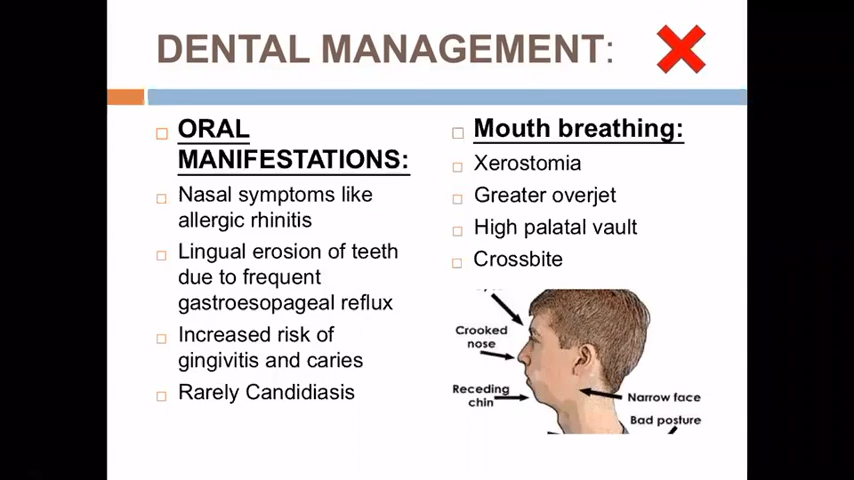 DENTAL MANAGEMENT:
ORAL
MANIFESTATIONS:
Nasal symptoms like
allergic rhinitis
Lingual erosion of teeth
due to frequent
gastroesopageal reflux
Increased risk of
gingivitis and caries
Rarely Candidiasis
Mouth breathing:
Xerostomia
Greater overjet
High palatal vault
Crossbite
Crooked
nose
Receding
chin
Narrow face
Bad posture